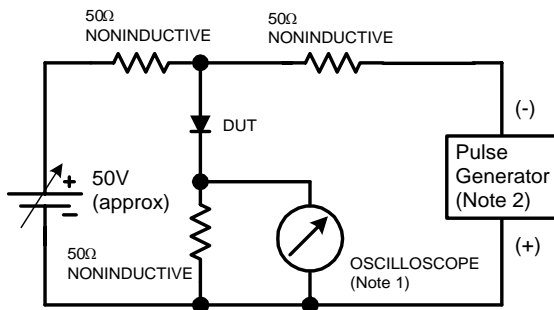 50Ω
NONINDUCTIVE
50Ω
NONINDUCTIVE
DUT
(-)
Pulse
Generator
(Note 2)
(+)
+
50V
(approx)
−
50Ω
NONINDUCTIVE
OSCILLOSCOPE
(Note 1)